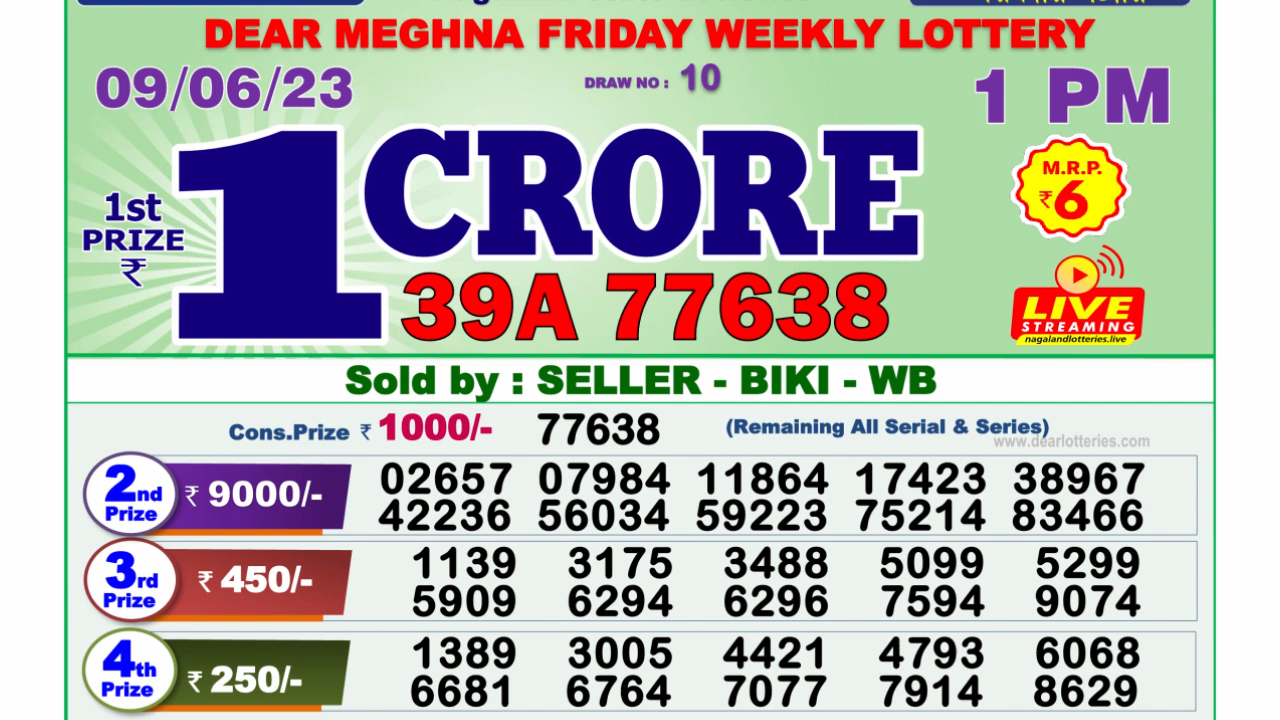 DEAR MEGHNA FRIDAY WEEKLY LOTTERY
09/06/23
DRAW NO : 10
1 PM
1 CRORE
1st
PRIZE
₹
M.R.P.
₹6
39A 77638
LIVE
STREAMING
nagalandlotteries.live
Sold by : SELLER - BIKI - WB
Cons.Prize ₹ 1000/- 77638 (Remaining All Serial & Series)
www.dearlotteries.com
2nd Prize ₹ 9000/-
02657 07984 11864 17423 38967
42236 56034 59223 75214 83466
3rd Prize ₹ 450/-
1139 3175 3488 5099 5299
5909 6294 6296 7594 9074
4th Prize ₹ 250/-
1389 3005 4421 4793 6068
6681 6764 7077 7914 8629